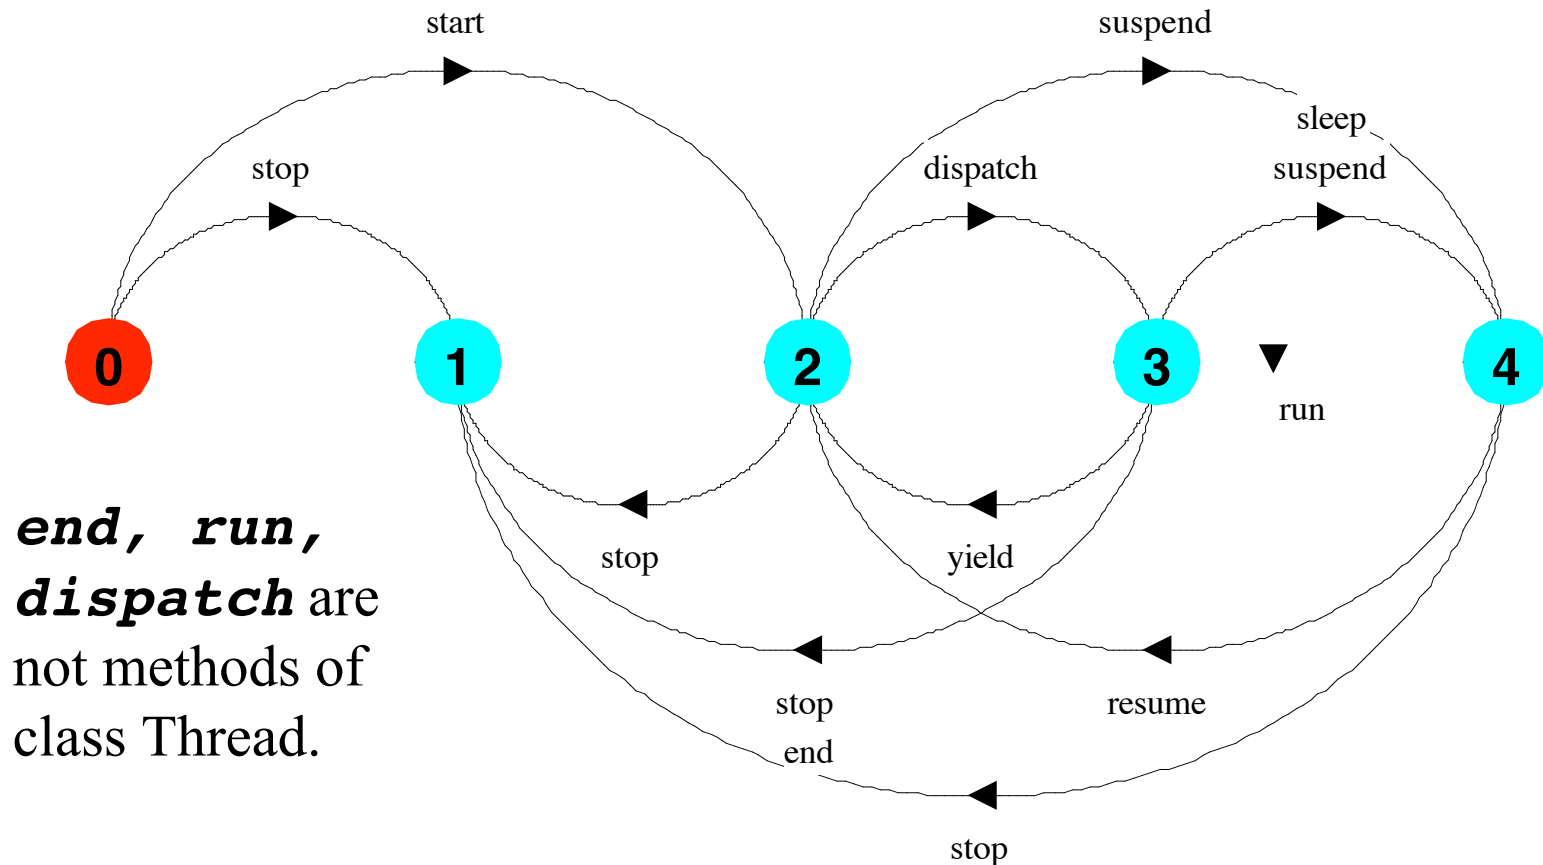 start
suspend
sleep
stop
dispatch
suspend
0
1
2
3
4
run
end, run,
dispatch are
not methods of
class Thread.
stop
yield
stop
resume
end
stop